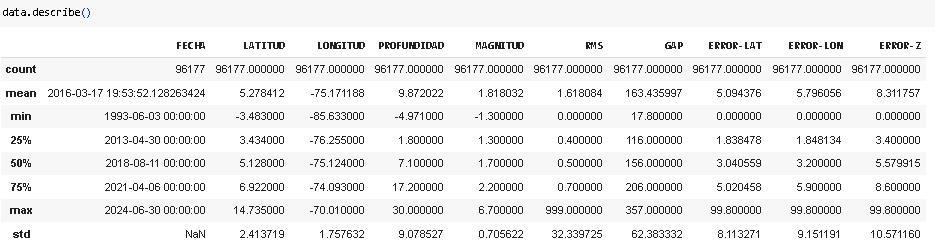 data.describe()
FECHA LATITUD LONGITUD PROFUNDIDAD MAGNITUD RMS GAP ERROR-LAT ERROR-LON ERROR-Z
count 96177 96177.000000 96177.000000 96177.000000 96177.000000 96177.000000 96177.000000 96177.000000 96177.000000 96177.000000
mean 2016-03-17 19:53:52.128263424 5.278412 -75.171188 9.872022 1.818032 1.618084 163.435997 5.094376 5.796056 8.311757
min 1993-06-03 00:00:00 -3.483000 -85.633000 -4.971000 -1.300000 0.000000 17.800000 0.000000 0.000000 0.000000
25% 2013-04-30 00:00:00 3.434000 -76.255000 1.800000 1.300000 0.400000 116.000000 1.838478 1.848134 3.400000
50% 2018-08-11 00:00:00 5.128000 -75.124000 7.100000 1.700000 0.500000 156.000000 3.040559 3.200000 5.579915
75% 2021-04-06 00:00:00 6.922000 -74.093000 17.200000 2.200000 0.700000 206.000000 5.020458 5.900000 8.600000
max 2024-06-30 00:00:00 14.735000 -70.010000 30.000000 6.700000 999.000000 357.000000 99.800000 99.800000 99.800000
std NaN 2.413719 1.757632 9.078527 0.705622 32.339725 62.383332 8.113271 9.151191 10.571160